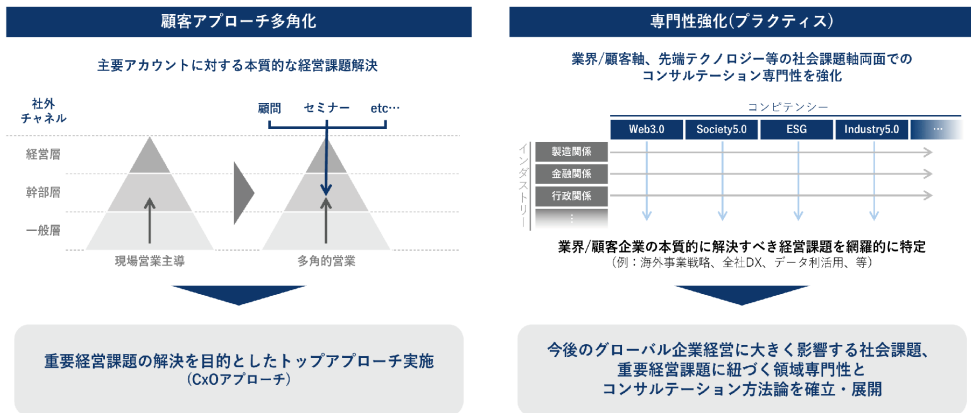 顧客アプローチ多角化
主要アカウントに対する本質的な経営課題解決
社外
チャネル
顧問
セミナー
etc…
経営層
幹部層
一般層
現場営業主導
多角的営業
重要経営課題の解決を目的としたトップアプローチ実施
(CxOアプローチ)
専門性強化(プラクティス)
業界/顧客軸、先端テクノロジー等の社会課題軸両面での
コンサルテーション専門性を強化
コンピテンシー
Web3.0
Society5.0
ESG
Industry5.0
…
インダストリー
製造関係
金融関係
行政関係
⋮
業界/顧客企業の本質的に解決すべき経営課題を網羅的に特定
(例：海外事業戦略、全社DX、データ利活用、等)
今後のグローバル企業経営に大きく影響する社会課題、
重要経営課題に紐づく領域専門性と
コンサルテーション方法論を確立・展開